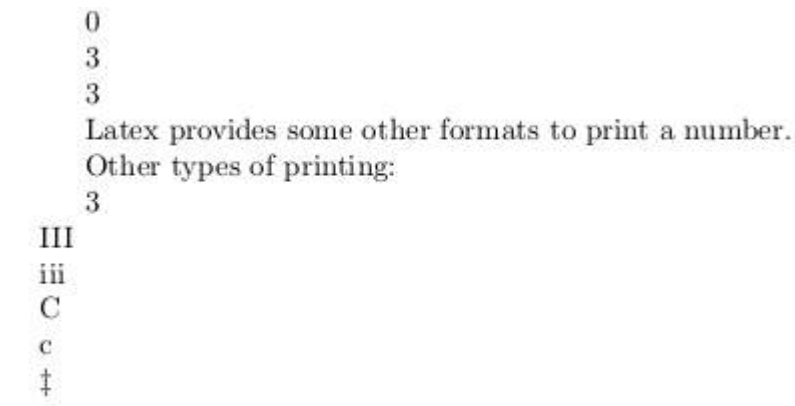 0
3
3
Latex provides some other formats to print a number.
Other types of printing:
3
III
iii
C
c
‡